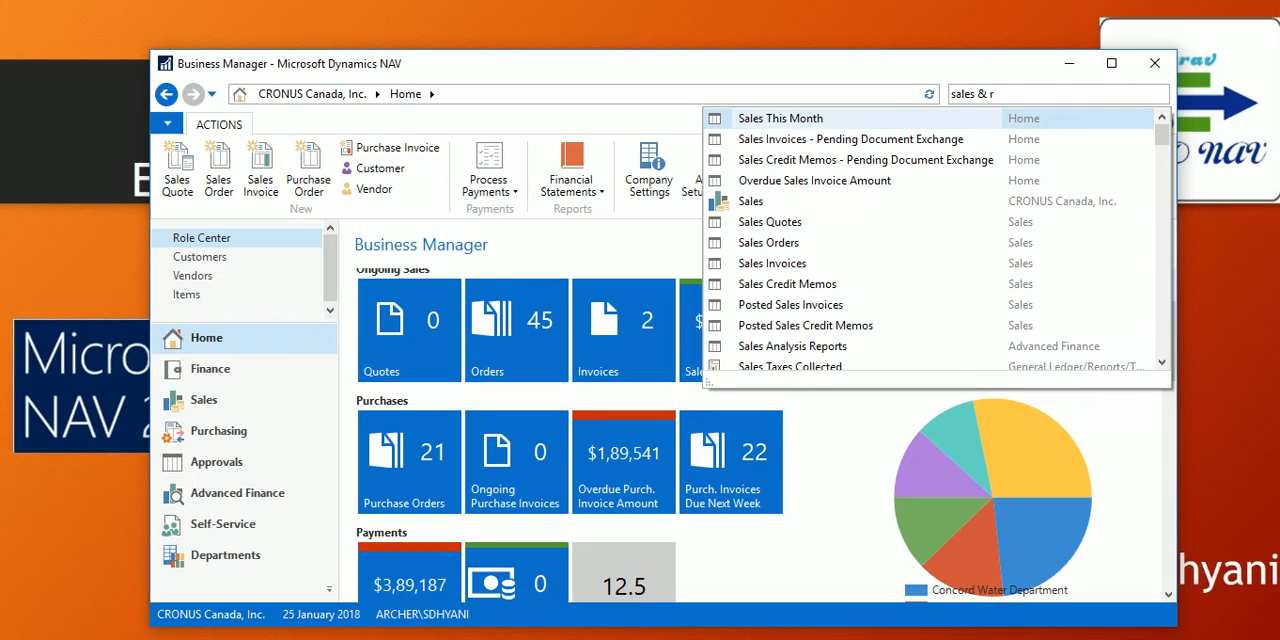 Business Manager - Microsoft Dynamics NAV
CRONUS Canada, Inc. Home
sales & r
ACTIONS
Sales Quote
Sales Order
Sales Invoice
Purchase Order
Purchase Invoice
Customer
Vendor
New
Process Payments
Payments
Financial Statements
Reports
Company Settings
Sales This Month Home
Sales Invoices - Pending Document Exchange Home
Sales Credit Memos - Pending Document Exchange Home
Overdue Sales Invoice Amount Home
Sales CRONUS Canada, Inc.
Sales Quotes Sales
Sales Orders Sales
Sales Invoices Sales
Sales Credit Memos Sales
Posted Sales Invoices Sales
Posted Sales Credit Memos Sales
Sales Analysis Reports Advanced Finance
Sales Taxes Collected General Ledger/Reports/T...
Role Center
Customers
Vendors
Items
Home
Finance
Sales
Purchasing
Approvals
Advanced Finance
Self-Service
Departments
Business Manager
Ongoing Sales
0
Quotes
45
Orders
2
Invoices
Purchases
21
Purchase Orders
0
Ongoing
Purchase Invoices
$1,89,541
Overdue Purch.
Invoice Amount
22
Purch. Invoices
Due Next Week
Payments
$3,89,187
0
12.5
Concord Water Department
CRONUS Canada, Inc. 25 January 2018 ARCHER\SDHYANI
Micro
NAV 2
nav
hyani